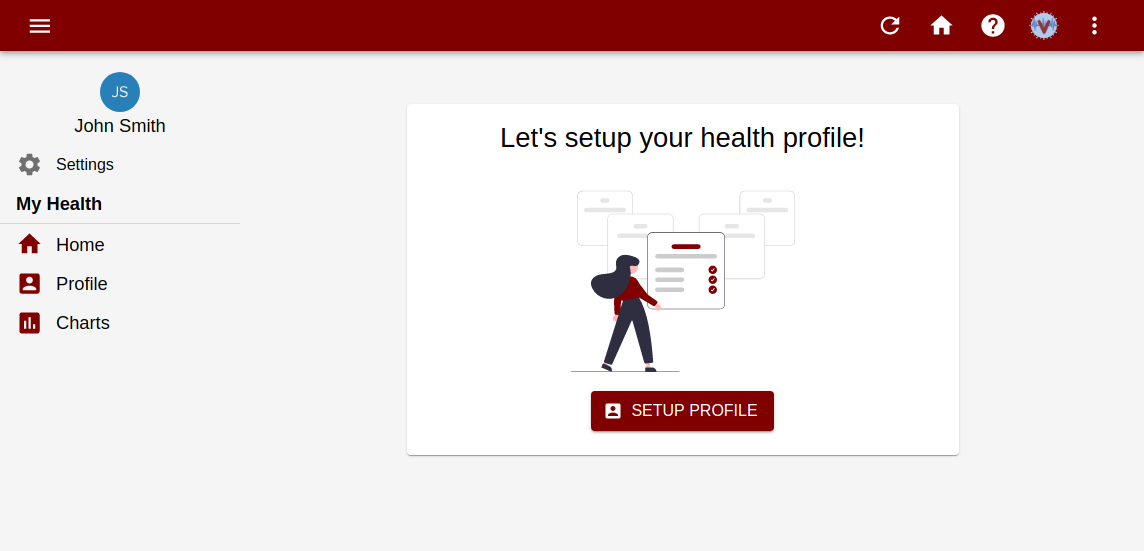 V
JS
John Smith
Settings
My Health
Home
Profile
Charts
Let's setup your health profile!
SETUP PROFILE